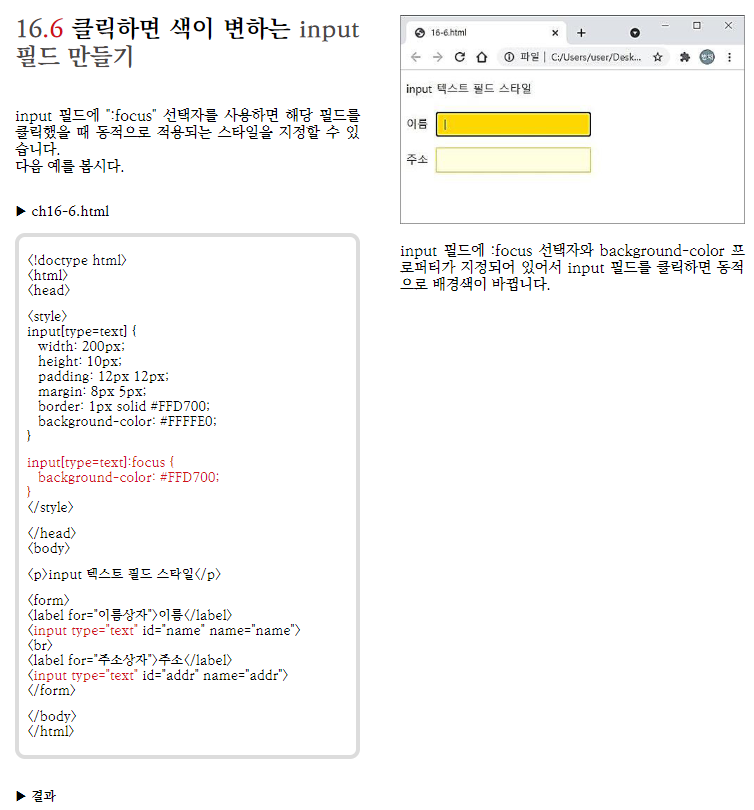 16.6 클릭하면 색이 변하는 input
필드 만들기
input 필드에 ":focus" 선택자를 사용하면 해당 필드를
클릭했을 때 동적으로 적용되는 스타일을 지정할 수 있
습니다.
다음 예를 봅시다.
▶ ch16-6.html
<!doctype html>
<html>
<head>
<style>
input[type=text] {
width: 200px;
height: 10px;
padding: 12px 12px;
margin: 8px 5px;
border: 1px solid #FFD700;
background-color: #FFFFE0;
}
input[type=text]:focus {
background-color: #FFD700;
}
</style>
</head>
<body>
<p>input 텍스트 필드 스타일</p>
<form>
<label for="이름상자">이름</label>
<input type="text" id="name" name="name">
<br>
<label for="주소상자">주소</label>
<input type="text" id="addr" name="addr">
</form>
</body>
</html>
▶ 결과
16-6.html
파일 | C:/Users/user/Desk...
input 텍스트 필드 스타일
이름
주소
input 필드에 :focus 선택자와 background-color 프
로퍼티가 지정되어 있어서 input 필드를 클릭하면 동적
으로 배경색이 바뀝니다.